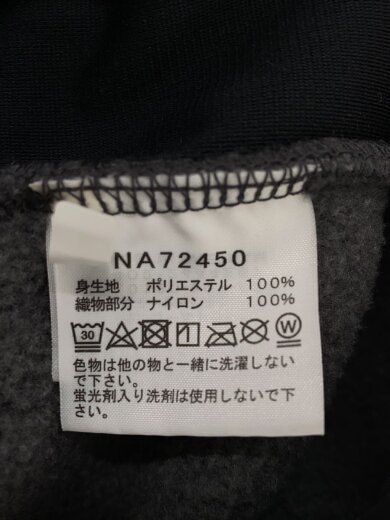 NA72450
身生地 ポリエステル 100%
織物部分 ナイロン 100%
30 W
色物は他の物と一緒に洗濯しない
で下さい。
蛍光剤入り洗剤は使用しないで下
さい。